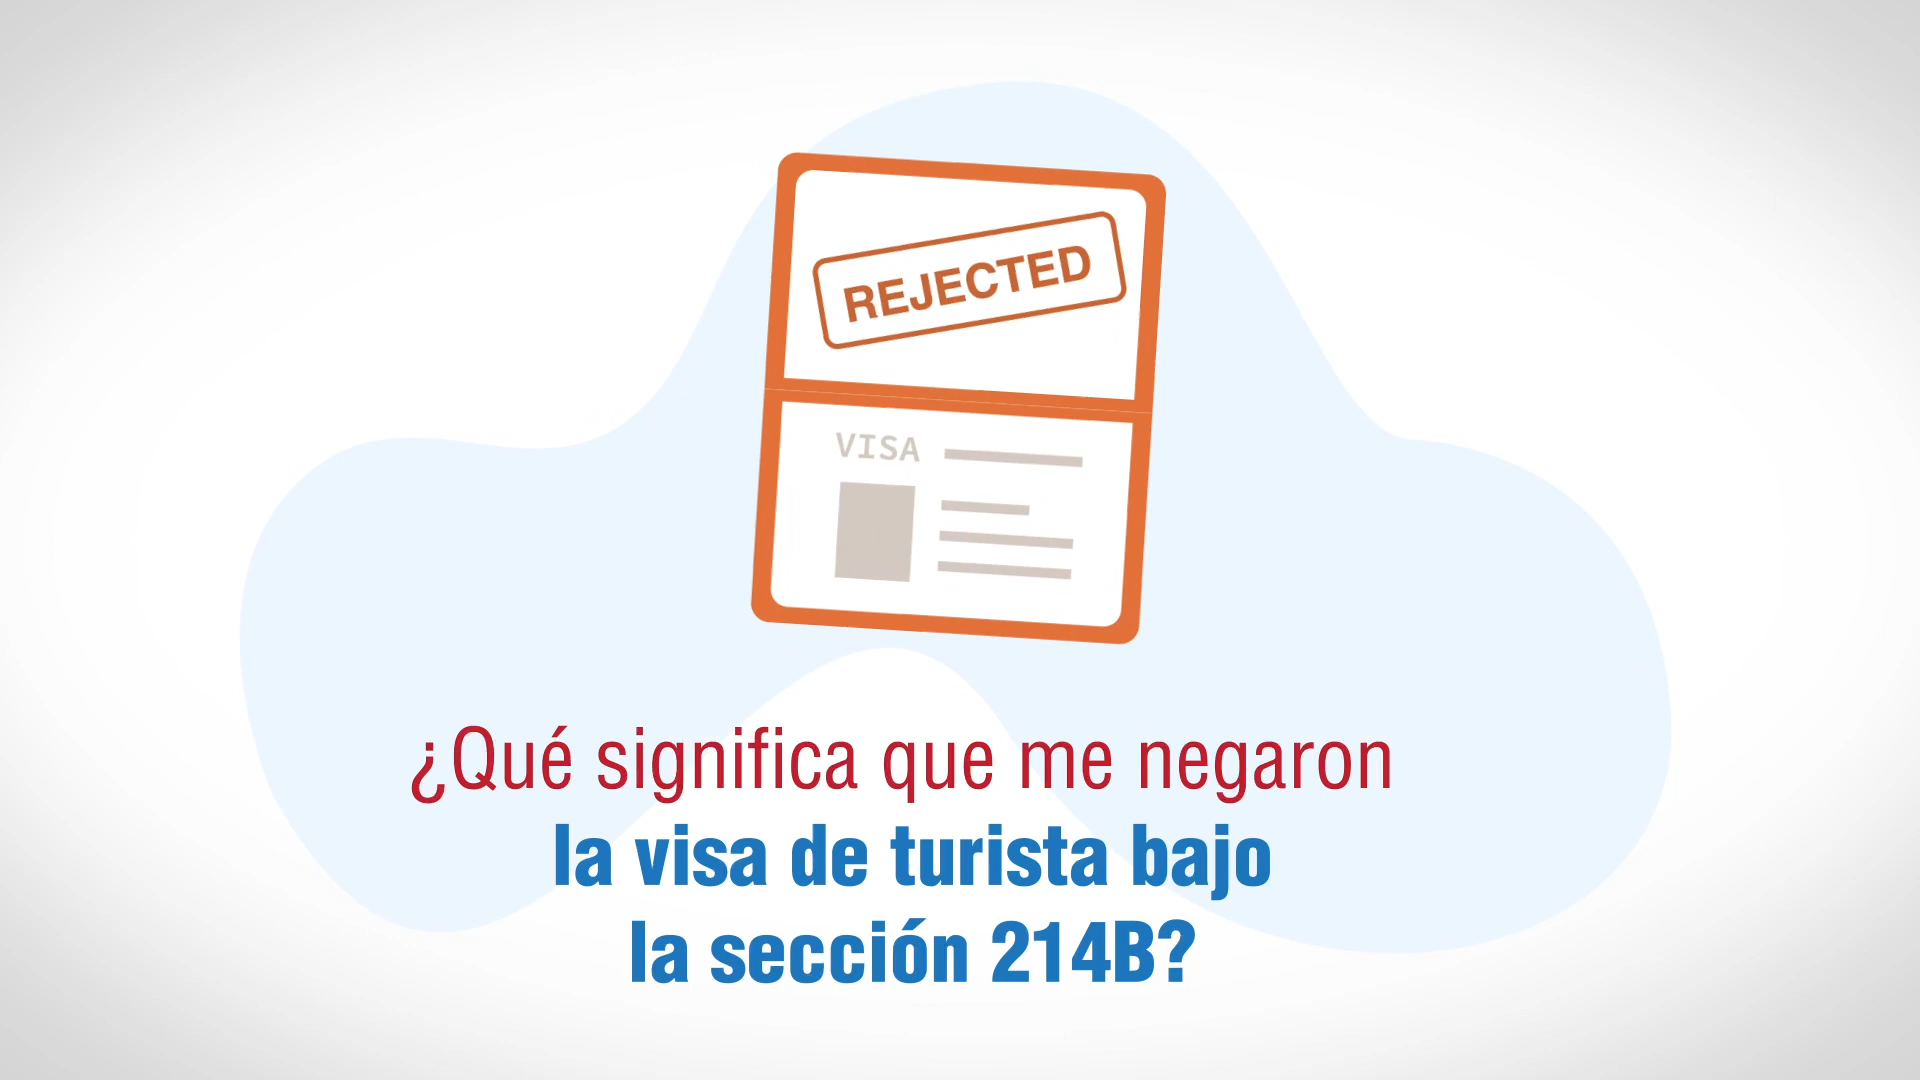 REJECTED
VISA
¿Qué significa que me negaron
la visa de turista bajo
la sección 214B?